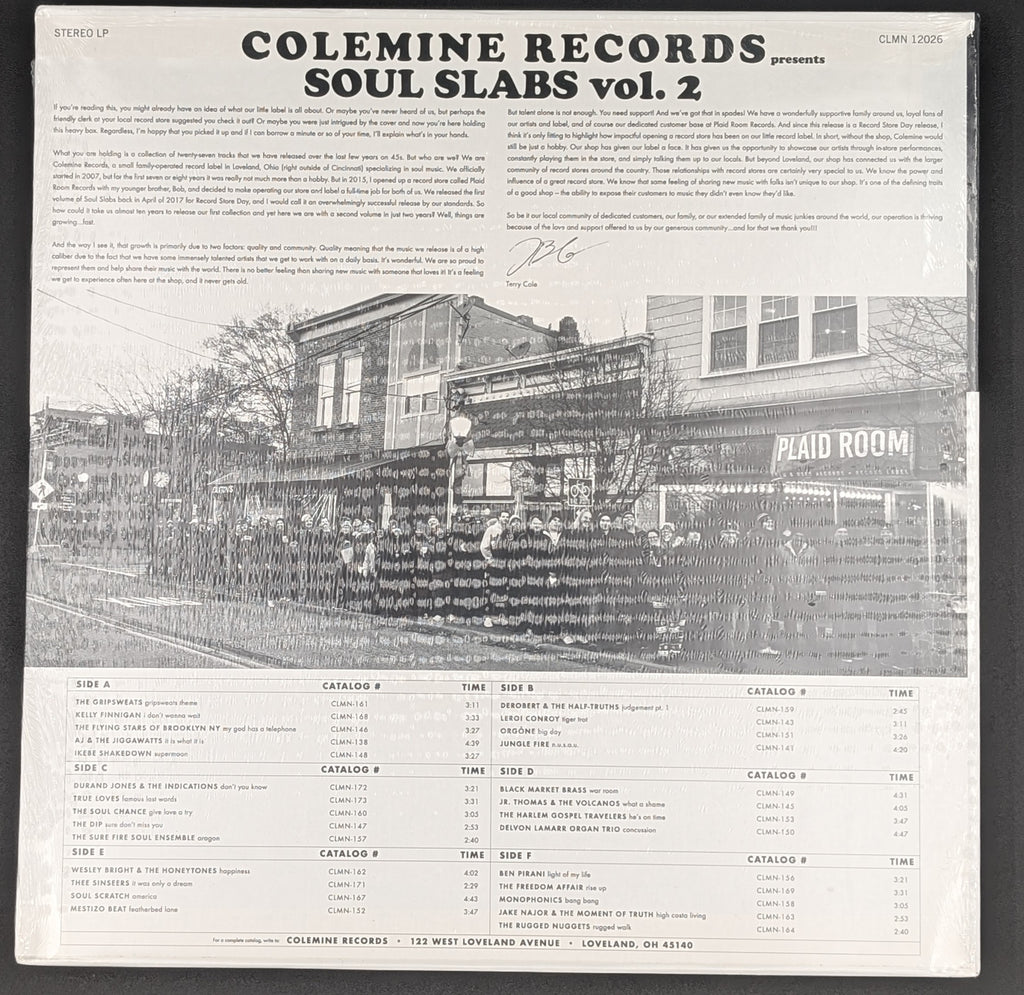 STEREO LP
CLMN 12026
COLEMINE RECORDS presents
SOUL SLABS vol. 2
If you're reading this, you might already have an idea of what our little label is all about. Or maybe you've never heard of us, but perhaps the
friendly clerk at your local record store suggested you check it out? Or maybe you were just intrigued by the cover and now you're here holding
this heavy box. Regardless, I'm happy that you picked it up and if I can borrow a minute or so of your time, I'll explain what's in your hands.
What you are holding is a collection of twenty-seven tracks that we have released over the last few years on 45s. But who are we? We are
Colemine Records, a small family-operated record label in Loveland, Ohio (right outside of Cincinnati) specializing in soul music. We officially
started in 2007, but for the first seven or eight years it was really not much more than a hobby. But in 2015, I opened up a record store called Plaid
Room Records with my younger brother, Bob, and decided to make operating our store and label a full-time job for both of us. We released the first
volume of Soul Slabs back in April of 2017 for Record Store Day, and I would call it an overwhelmingly successful release by our standards. So
how could it take us almost ten years to release our first collection and yet here we are with a second volume in just two years? Well, things are
growing...fast.
And the way I see it, that growth is primarily due to two factors: quality and community. Quality meaning that the music we release is of a high
caliber due to the fact that we have some immensely talented artists that we get to work with on a daily basis. It's wonderful. We are so proud to
represent them and help share their music with the world. There is no better feeling than sharing new music with someone that loves it! It's a feeling
we get to experience often here at the shop, and it never gets old.
But talent alone is not enough. You need support! And we've got that in spades! We have a wonderfully supportive family around us, loyal fans of
our artists and label, and of course our dedicated customer base at Plaid Room Records. And since this release is a Record Store Day release, I
think it's only fitting to highlight how impactful opening a record store has been on our little record label. In short, without the shop, Colemine would
still be just a hobby. Our shop has given our label a face. It has given us the opportunity to showcase our artists through in-store performances,
constantly playing them in the store, and simply talking them up to our locals. But beyond Loveland, our shop has connected us with the larger
community of record stores around the country. Those relationships with record stores are certainly very special to us. We know the power and
influence of a great record store. We know that same feeling of sharing new music with folks isn't unique to our shop. It's one of the defining traits
of a good shop – the ability to expose their customers to music they didn't even know they'd like.
So be it our local community of dedicated customers, our family, or our extended family of music junkies around the world, our operation is thriving
because of the love and support offered to us by our generous community...and for that we thank you!!!
Terry Cole
PLAID ROOM
SIDE A CATALOG # TIME
THE GRIPSWEATS gripsweats theme CLMN-161 3:11
KELLY FINNIGAN i don't wanna wait CLMN-168 3:33
THE FLYING STARS OF BROOKLYN NY my god has a telephone CLMN-146 3:27
AJ & THE JIGGAWATTS it is what it is CLMN-138 4:39
IKEBE SHAKEDOWN supermoon CLMN-148 3:27
SIDE B CATALOG # TIME
DEROBERT & THE HALF-TRUTHS judgement pt. 1 CLMN-159 2:45
LEROI CONROY tiger trot CLMN-143 3:11
ORGÖNE big day CLMN-151 3:26
JUNGLE FIRE n.u.s.a.u. CLMN-141 4:20
SIDE C CATALOG # TIME
DURAND JONES & THE INDICATIONS don't you know CLMN-172 3:21
TRUE LOVES famous last words CLMN-173 3:31
THE SOUL CHANCE give love a try CLMN-160 3:05
THE DIP sure don't miss you CLMN-147 2:53
THE SURE FIRE SOUL ENSEMBLE aragon CLMN-157 2:40
SIDE D CATALOG # TIME
BLACK MARKET BRASS war room CLMN-149 4:31
JR. THOMAS & THE VOLCANOS what a shame CLMN-145 4:05
THE HARLEM GOSPEL TRAVELERS he's on time CLMN-153 3:47
DELVON LAMARR ORGAN TRIO concussion CLMN-150 4:47
SIDE E CATALOG # TIME
WESLEY BRIGHT & THE HONEYTONES happiness CLMN-162 4:02
THEE SINSEERS it was only a dream CLMN-171 2:29
SOUL SCRATCH america CLMN-167 4:43
MESTIZO BEAT featherbed lane CLMN-152 3:47
SIDE F CATALOG # TIME
BEN PIRANI light of my life CLMN-156 3:21
THE FREEDOM AFFAIR rise up CLMN-169 3:31
MONOPHONICS bang bang CLMN-158 3:05
JAKE NAJOR & THE MOMENT OF TRUTH high costa living CLMN-163 2:53
THE RUGGED NUGGETS rugged walk CLMN-164 2:40
For a complete catalog, write to: COLEMINE RECORDS • 122 WEST LOVELAND AVENUE • LOVELAND, OH 45140